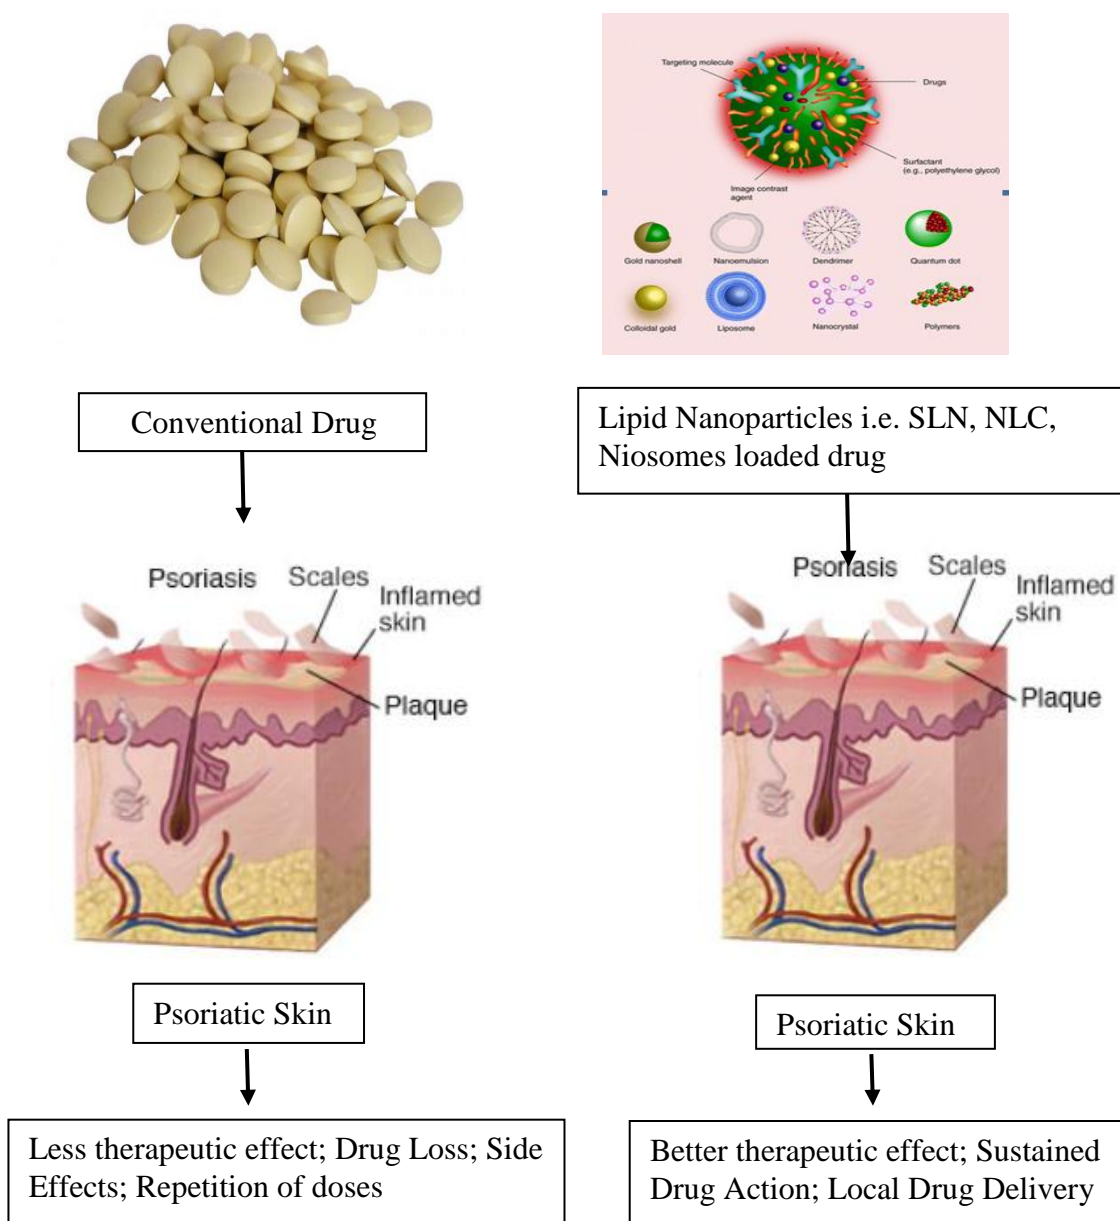 Targeting molecule
Drugs
Surfactant
(e.g., polyethylene glycol)
Image contrast
agent
Gold nanoshell
Nanoemulsion
Dendrimer
Quantum dot
Colloidal gold
Liposome
Nanocrystal
Polymers
Conventional Drug
Lipid Nanoparticles i.e. SLN, NLC,
Niosomes loaded drug
Psoriasis
Scales
Inflamed
skin
Plaque
Psoriasis
Scales
Inflamed
skin
Plaque
Psoriatic Skin
Psoriatic Skin
Less therapeutic effect; Drug Loss; Side
Effects; Repetition of doses
Better therapeutic effect; Sustained
Drug Action; Local Drug Delivery